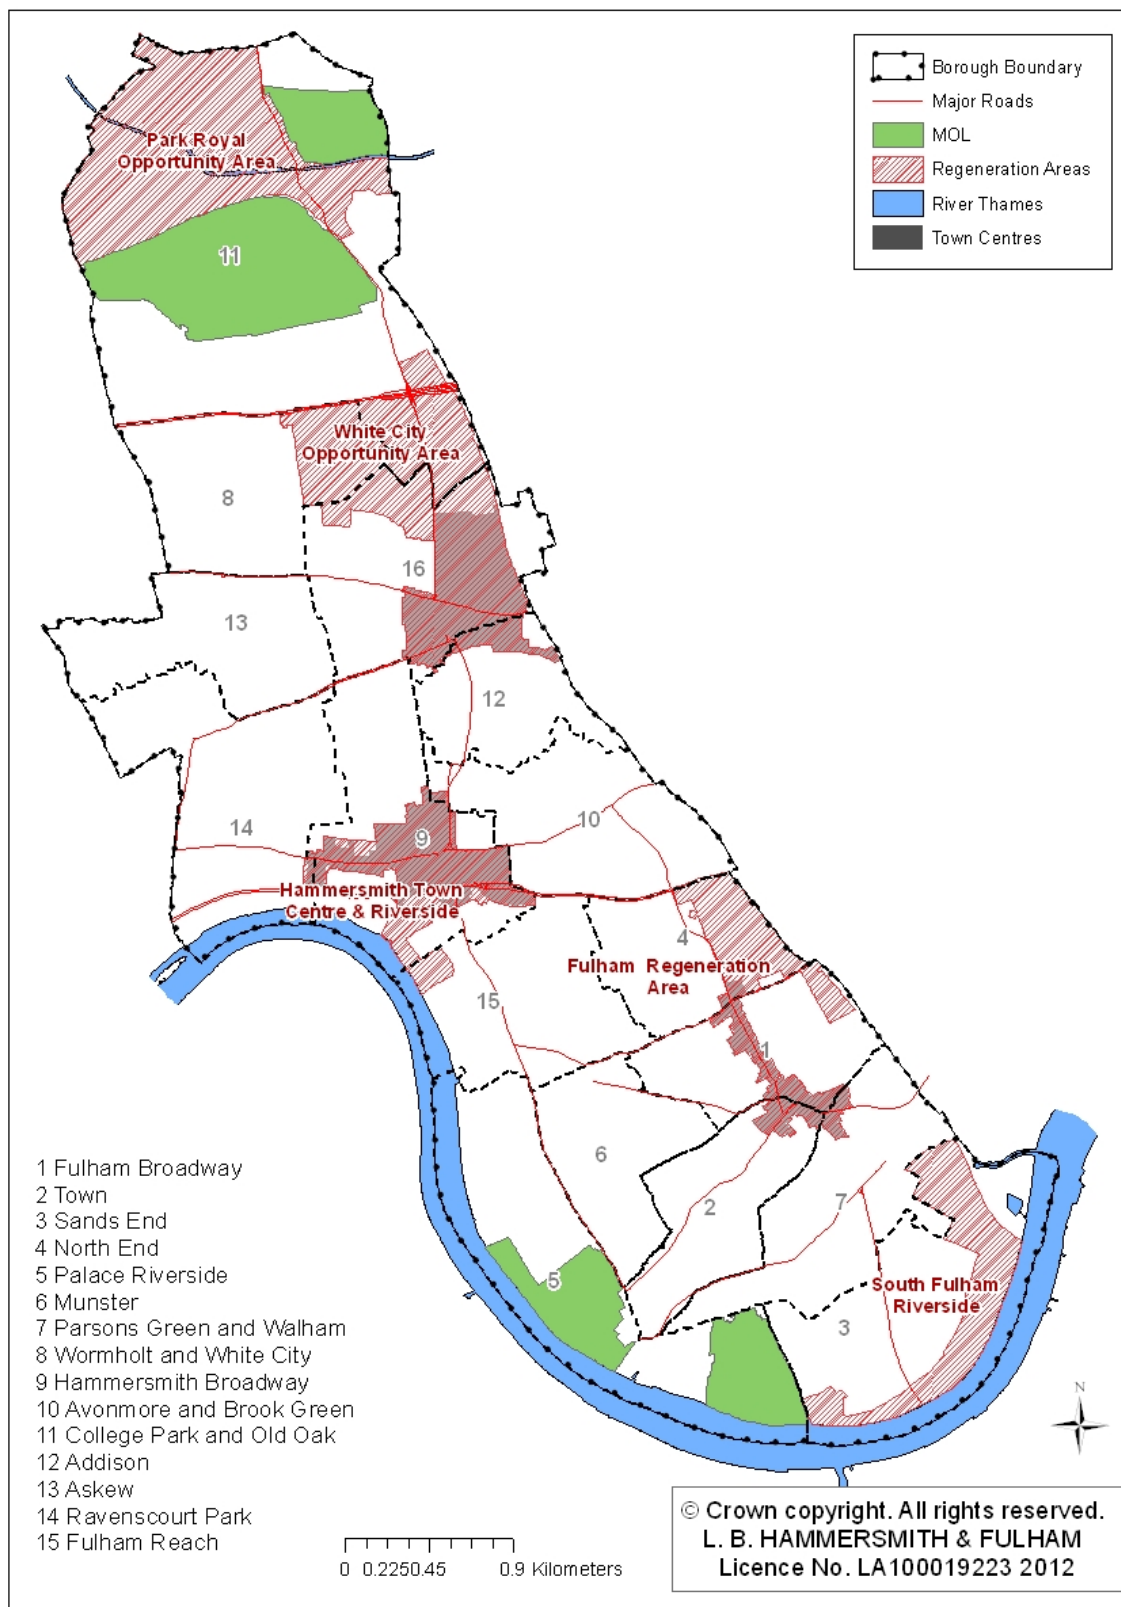 Borough Boundary
Major Roads
MOL
Regeneration Areas
River Thames
Town Centres
Park Royal
Opportunity Area
11
White City
Opportunity Area
8
16
13
12
10
14
9
Hammersmith Town
Centre & Riverside
4
Fulham Regeneration
Area
15
1
6
2
7
5
South Fulham
Riverside
3
1 Fulham Broadway
2 Town
3 Sands End
4 North End
5 Palace Riverside
6 Munster
7 Parsons Green and Walham
8 Wormholt and White City
9 Hammersmith Broadway
10 Avonmore and Brook Green
11 College Park and Old Oak
12 Addison
13 Askew
14 Ravenscourt Park
15 Fulham Reach
0 0.2250.45 0.9 Kilometers
N
© Crown copyright. All rights reserved.
L. B. HAMMERSMITH & FULHAM
Licence No. LA100019223 2012